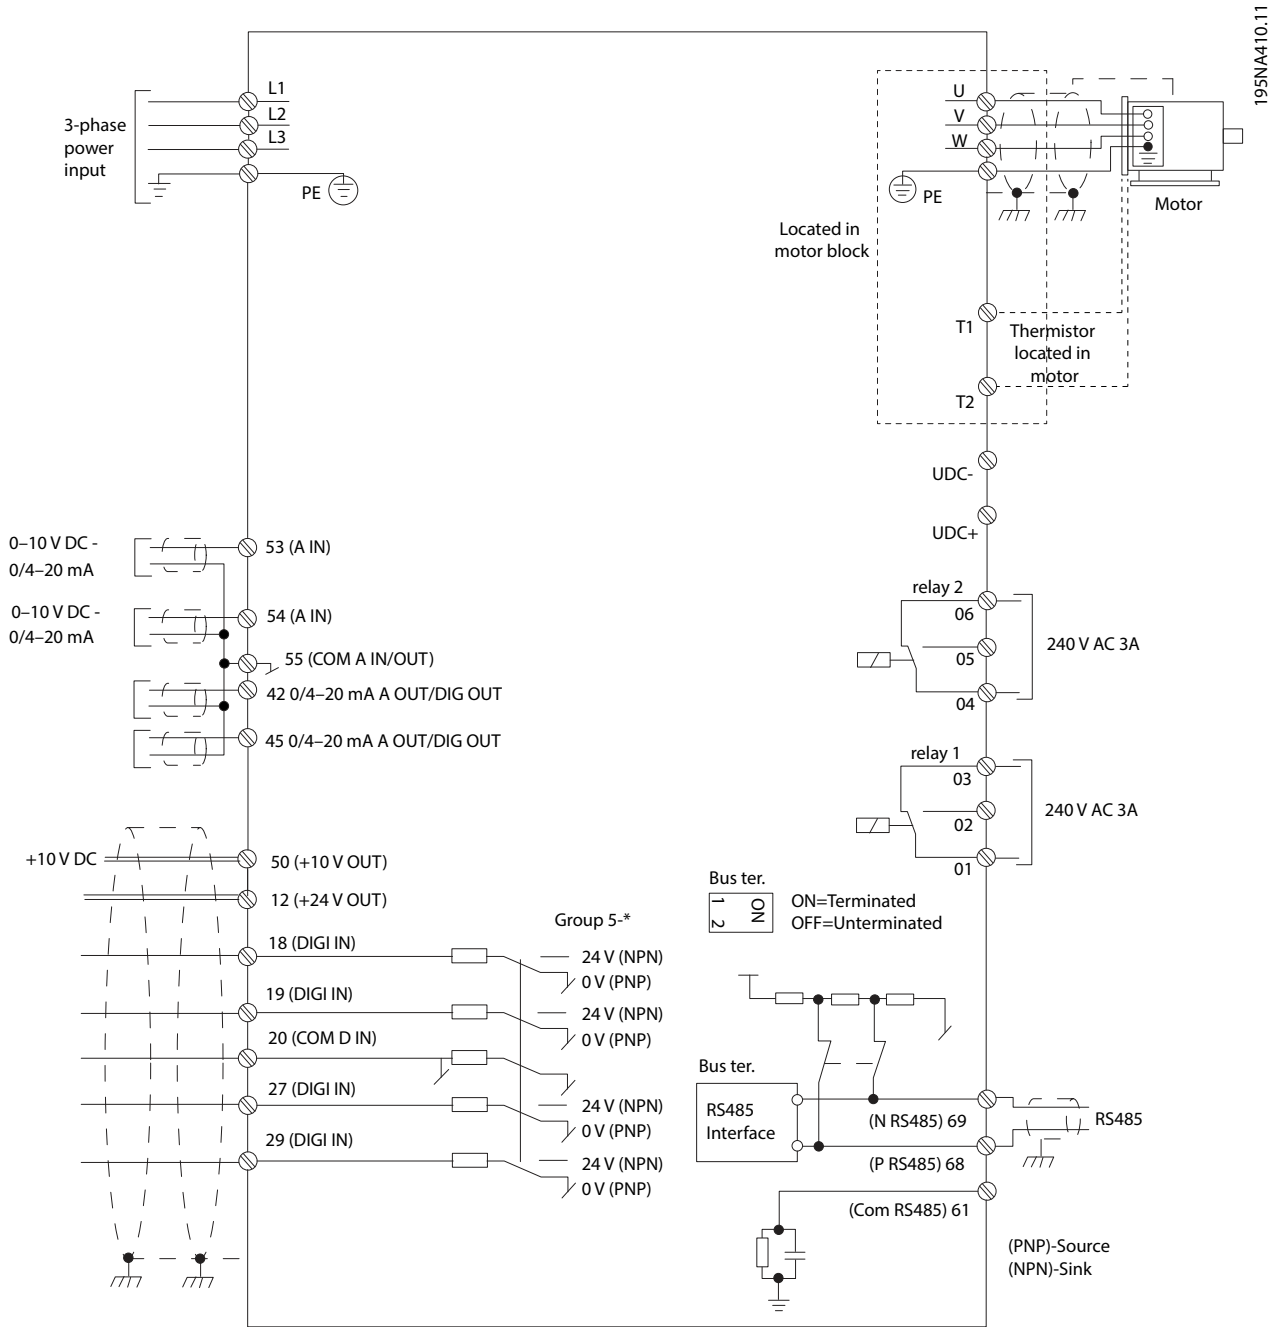 195NA410.11
3-phase
power
input
L1
L2
L3
PE
U
V
W
PE
Motor
Located in
motor block
T1
Thermistor
located in
motor
T2
UDC-
UDC+
0–10 V DC -
0/4–20 mA
53 (A IN)
0–10 V DC -
0/4–20 mA
54 (A IN)
55 (COM A IN/OUT)
42 0/4–20 mA A OUT/DIG OUT
45 0/4–20 mA A OUT/DIG OUT
relay 2
06
05
04
240 V AC 3A
relay 1
03
02
01
240 V AC 3A
+10 V DC
50 (+10 V OUT)
12 (+24 V OUT)
18 (DIGI IN)
19 (DIGI IN)
20 (COM D IN)
27 (DIGI IN)
29 (DIGI IN)
Group 5-*
24 V (NPN)
0 V (PNP)
24 V (NPN)
0 V (PNP)
24 V (NPN)
0 V (PNP)
24 V (NPN)
0 V (PNP)
Bus ter.
1 2
ON
ON=Terminated
OFF=Unterminated
Bus ter.
RS485
Interface
(N RS485) 69
RS485
(P RS485) 68
(Com RS485) 61
(PNP)-Source
(NPN)-Sink